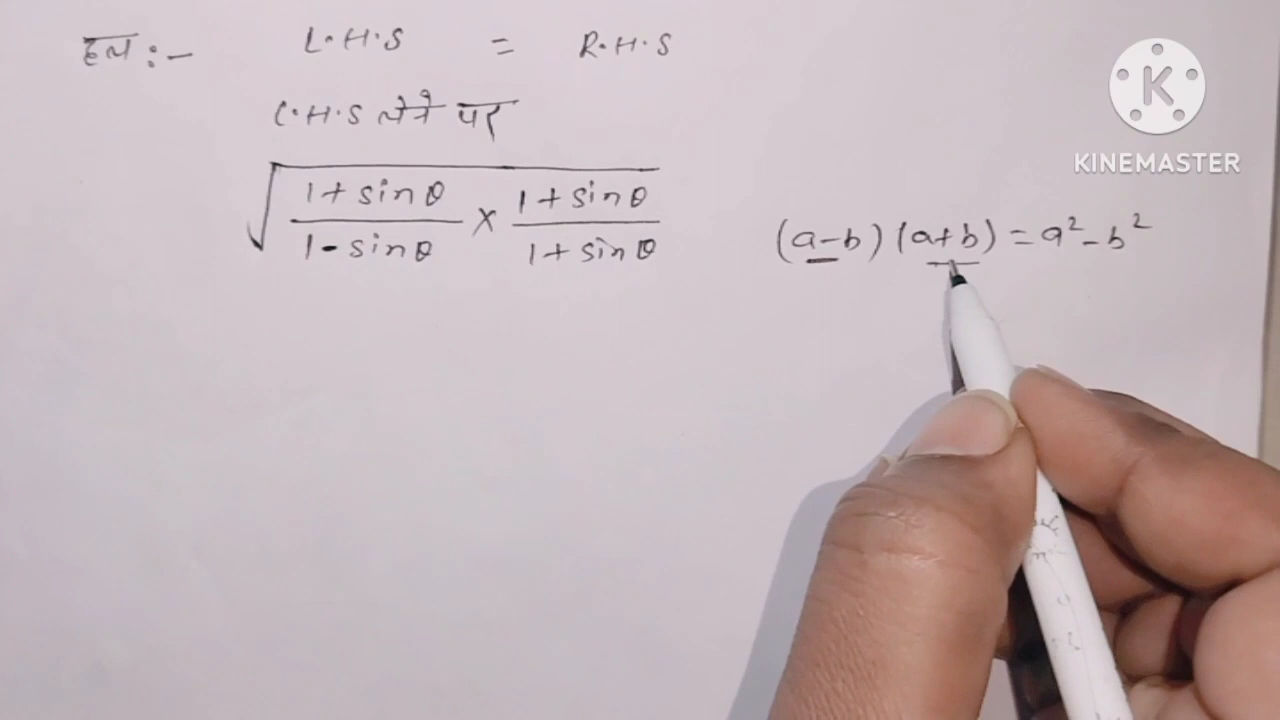 हल :- L.H.S = R.H.S
L.H.S लेने पर
√((1+sinθ)/(1-sinθ) × (1+sinθ)/(1+sinθ))
(a-b) (a+b) = a² - b²
K
KINEMASTER